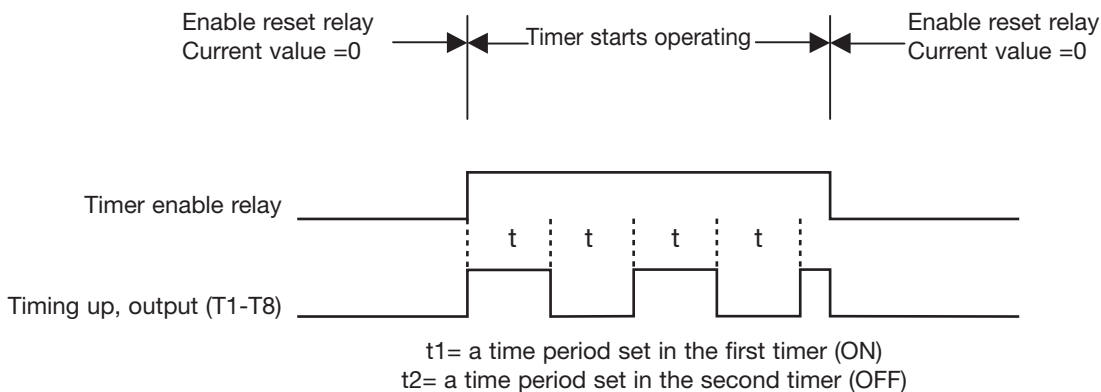 Enable reset relay
Current value =0
Timer starts operating
Enable reset relay
Current value =0
Timer enable relay
t t t t
Timing up, output (T1-T8)
t1= a time period set in the first timer (ON)
t2= a time period set in the second timer (OFF)